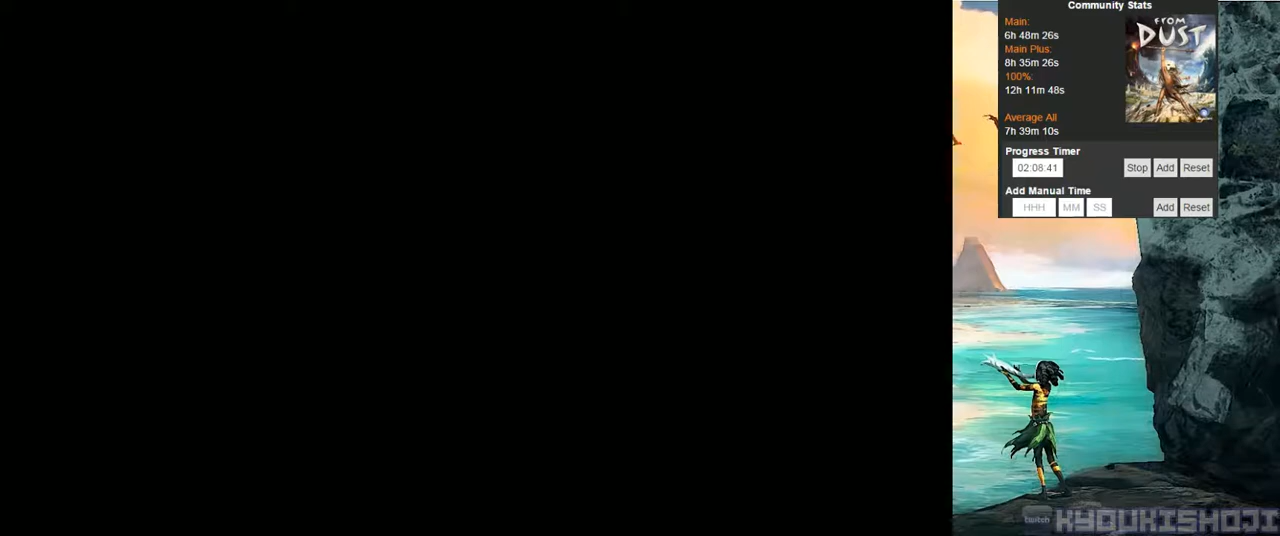 Community Stats
Main:
6h 48m 26s
Main Plus:
8h 35m 26s
100%:
12h 11m 48s
Average All
7h 39m 10s
FROM
DUST
Progress Timer
02:08:41
Stop
Add
Reset
Add Manual Time
HHH
MM
SS
Add
Reset
twitch
KYOUKISHOJI